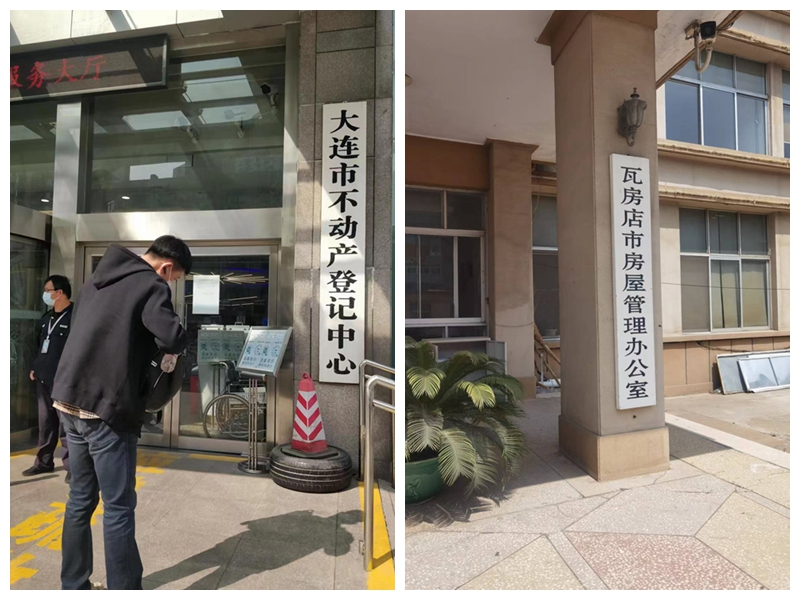 服务大厅
大连市不动产登记中心
瓦房店市房屋管理办公室